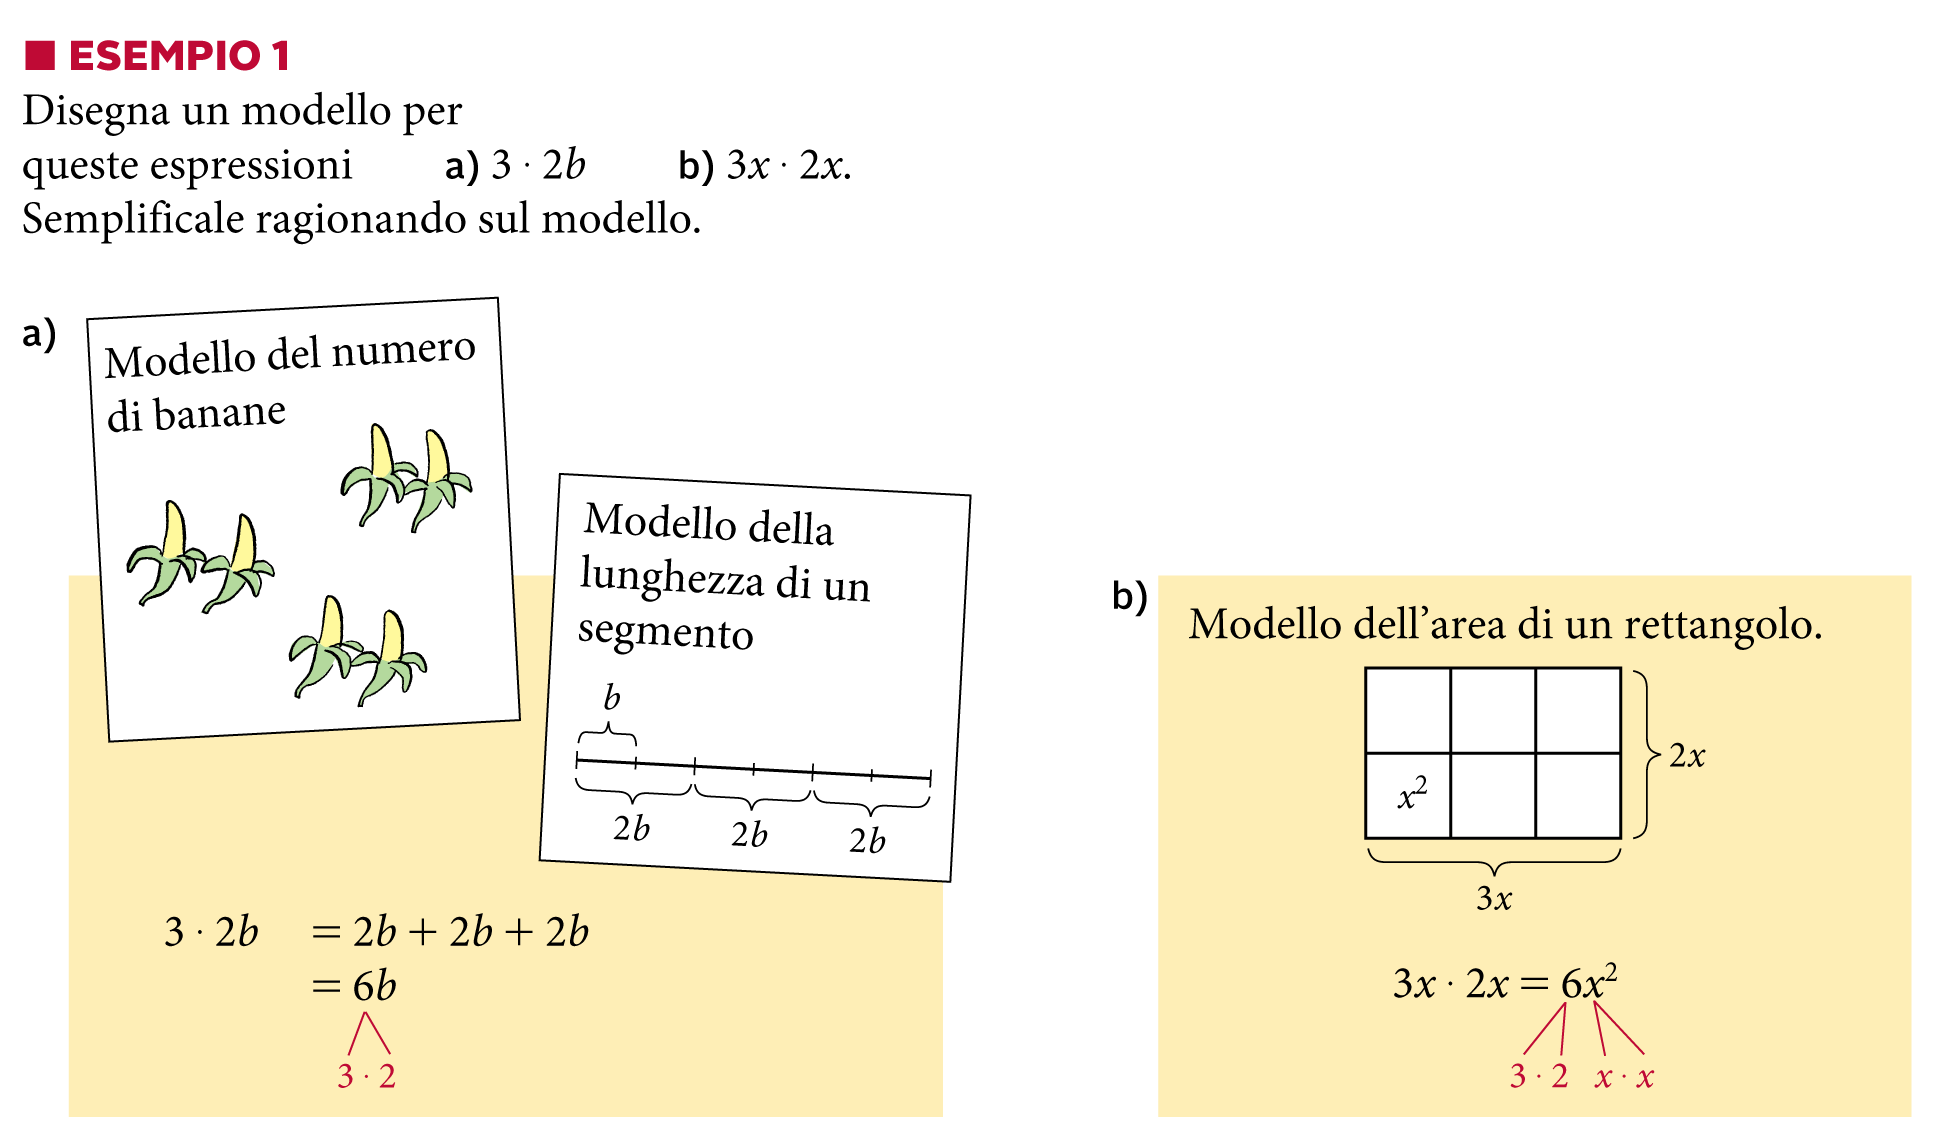 ESEMPIO 1
Disegna un modello per
queste espressioni a) 3 · 2b b) 3x · 2x.
Semplificale ragionando sul modello.
a)
Modello del numero
di banane
Modello della
lunghezza di un
segmento
b
2b 2b 2b
3 · 2b = 2b + 2b + 2b
= 6b
3 · 2
b)
Modello dell’area di un rettangolo.
2x
x²
3x
3x · 2x = 6x²
3 · 2 x · x